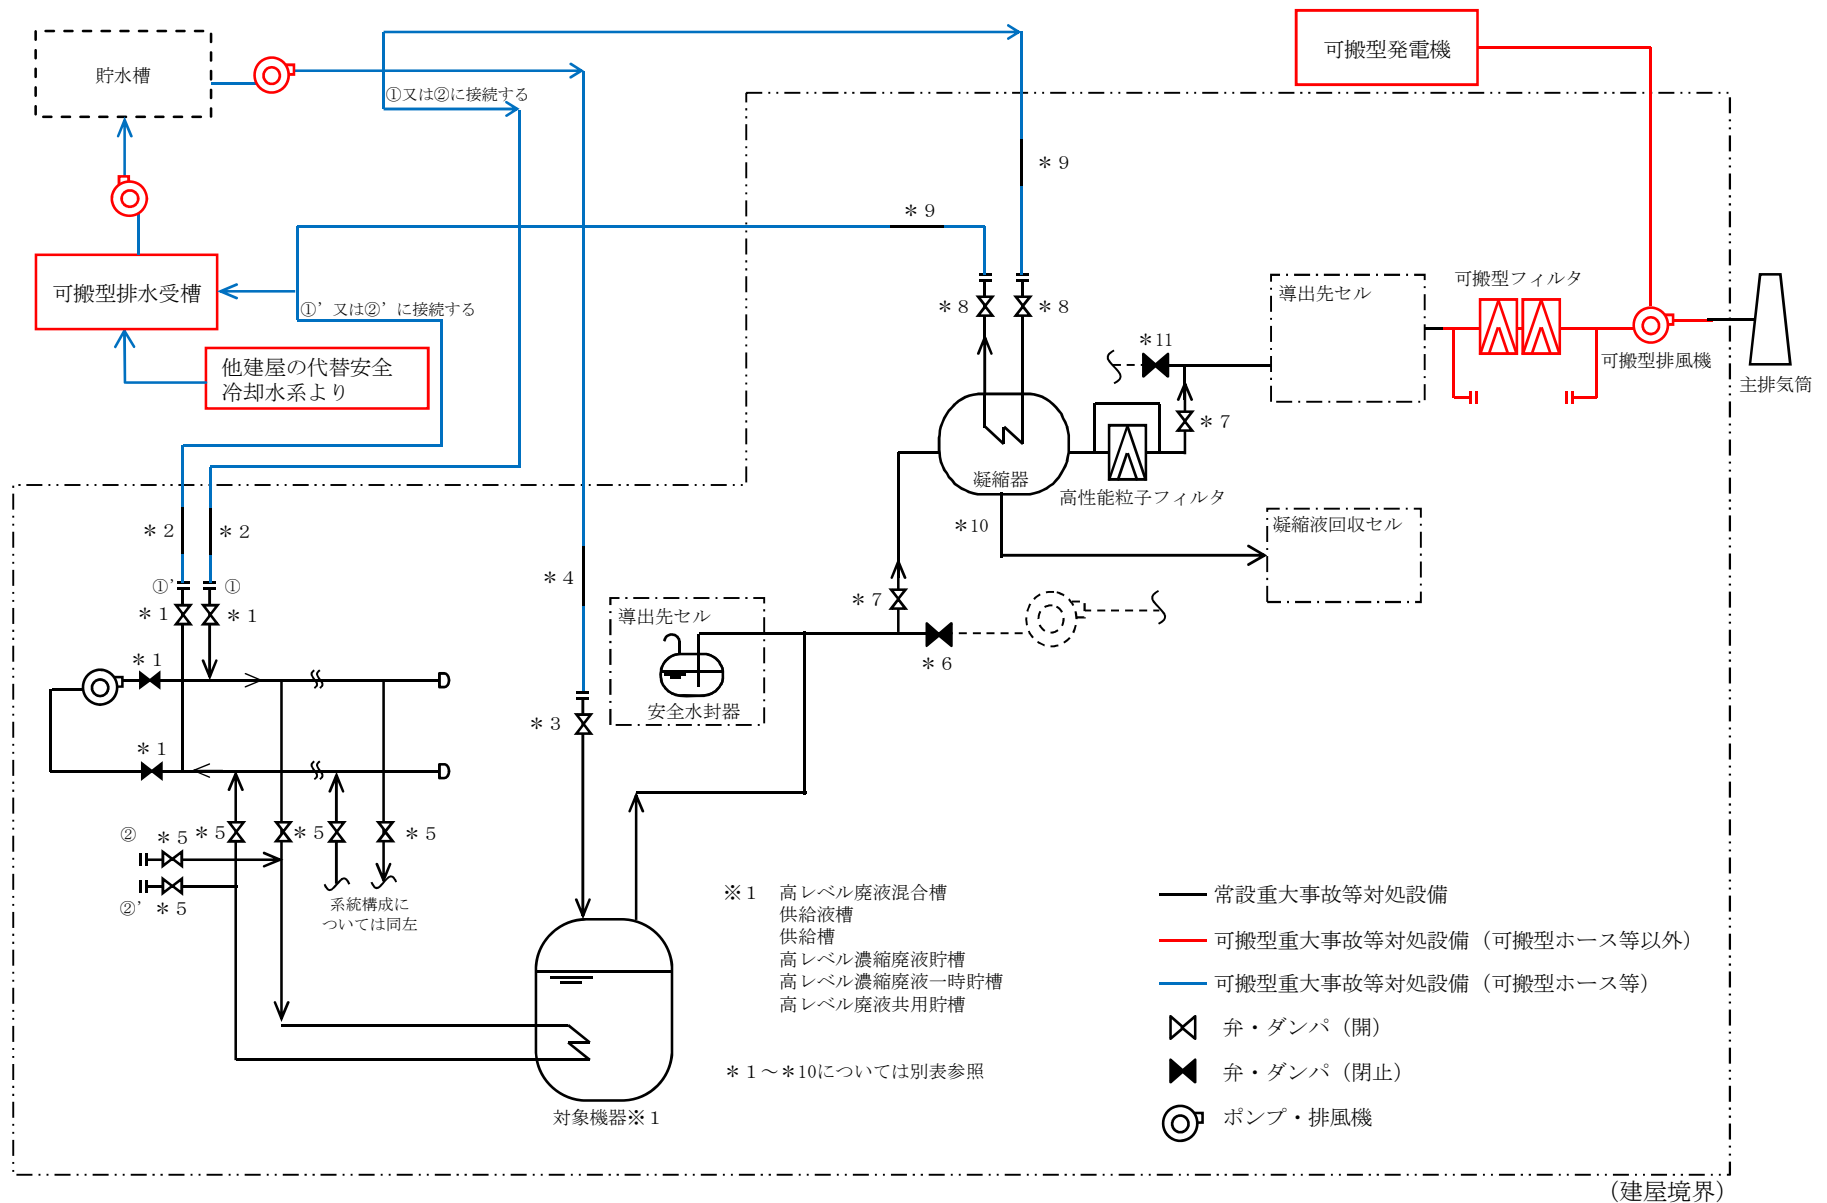 貯水槽
①又は②に接続する
可搬型発電機
＊9
＊9
可搬型排水受槽
①’又は②’に接続する
＊8
＊8
導出先セル
可搬型フィルタ
＊11
可搬型排風機
主排気筒
他建屋の代替安全
冷却水系より
＊7
凝縮器
高性能粒子フィルタ
＊10
凝縮液回収セル
＊2
＊2
①’
①
＊1
＊1
＊4
＊7
導出先セル
安全水封器
＊6
＊1
＊3
＊1
②
＊5
＊5
＊5
＊5
②’
＊5
系統構成に
ついては同左
※1
高レベル廃液混合槽
供給液槽
供給槽
高レベル濃縮廃液貯槽
高レベル濃縮廃液一時貯槽
高レベル廃液共用貯槽
＊1～＊10については別表参照
対象機器※1
常設重大事故等対処設備
可搬型重大事故等対処設備（可搬型ホース等以外）
可搬型重大事故等対処設備（可搬型ホース等）
弁・ダンパ（開）
弁・ダンパ（閉止）
ポンプ・排風機
（建屋境界）